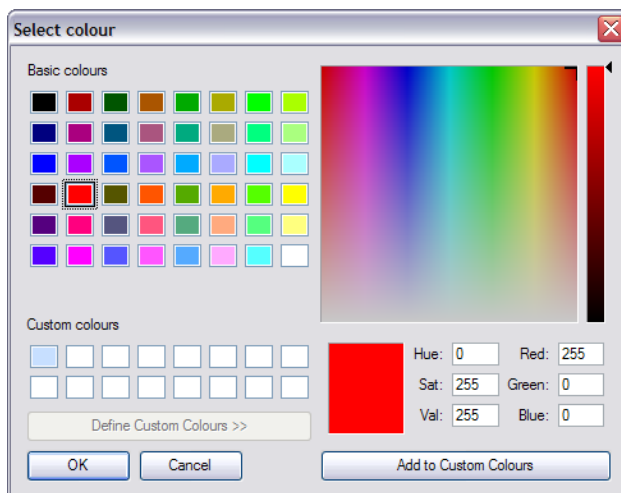 Select colour
Basic colours
Custom colours
Define Custom Colours >>
OK
Cancel
Hue: 0
Red: 255
Sat: 255
Green: 0
Val: 255
Blue: 0
Add to Custom Colours